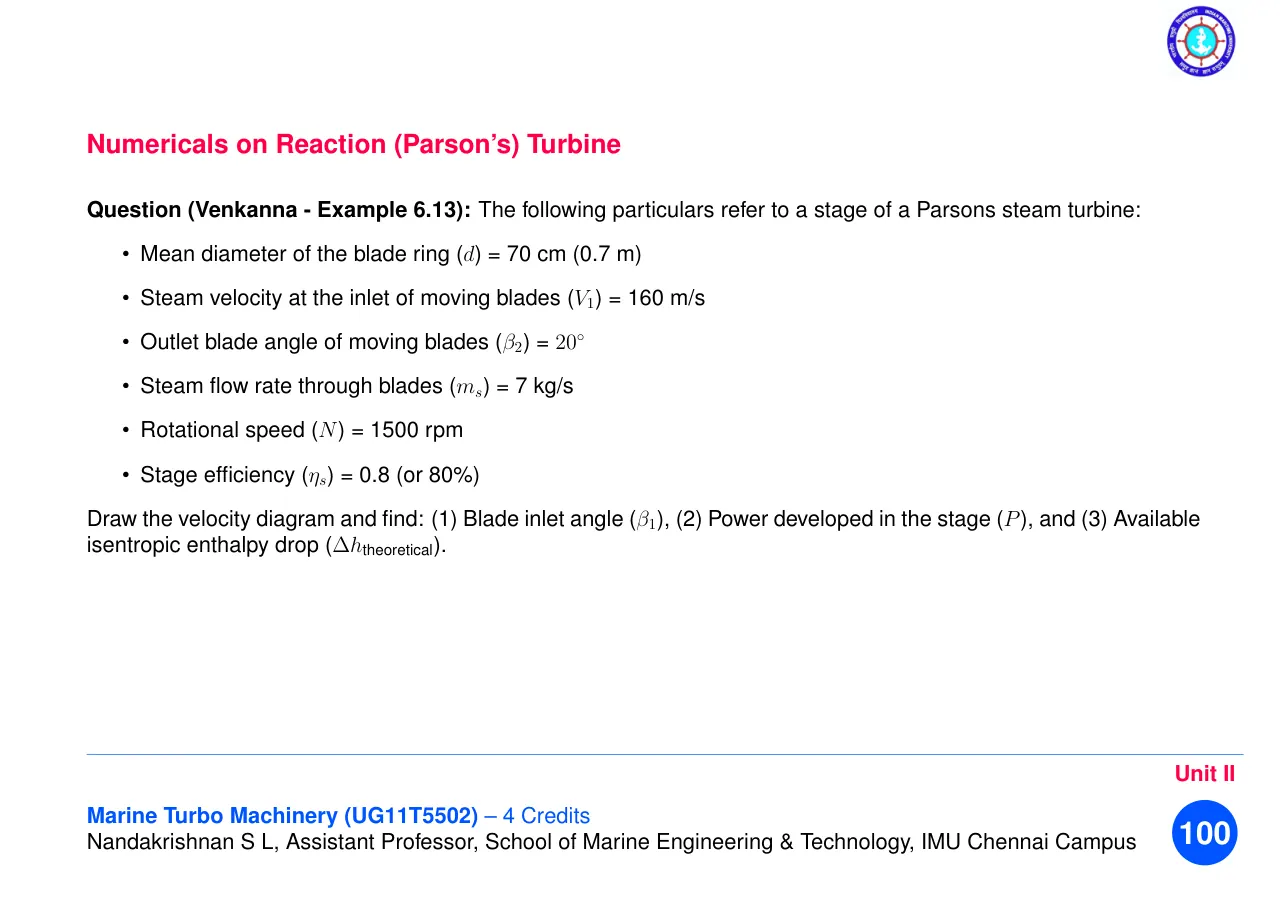 Numericals on Reaction (Parson's) Turbine
Question (Venkanna - Example 6.13): The following particulars refer to a stage of a Parsons steam turbine:
• Mean diameter of the blade ring (d) = 70 cm (0.7 m)
• Steam velocity at the inlet of moving blades (V₁) = 160 m/s
• Outlet blade angle of moving blades (β₂) = 20°
• Steam flow rate through blades (mₛ) = 7 kg/s
• Rotational speed (N) = 1500 rpm
• Stage efficiency (ηₛ) = 0.8 (or 80%)
Draw the velocity diagram and find: (1) Blade inlet angle (β₁), (2) Power developed in the stage (P), and (3) Available
isentropic enthalpy drop (Δh_theoretical).
Unit II
Marine Turbo Machinery (UG11T5502) – 4 Credits
Nandakrishnan S L, Assistant Professor, School of Marine Engineering & Technology, IMU Chennai Campus
100